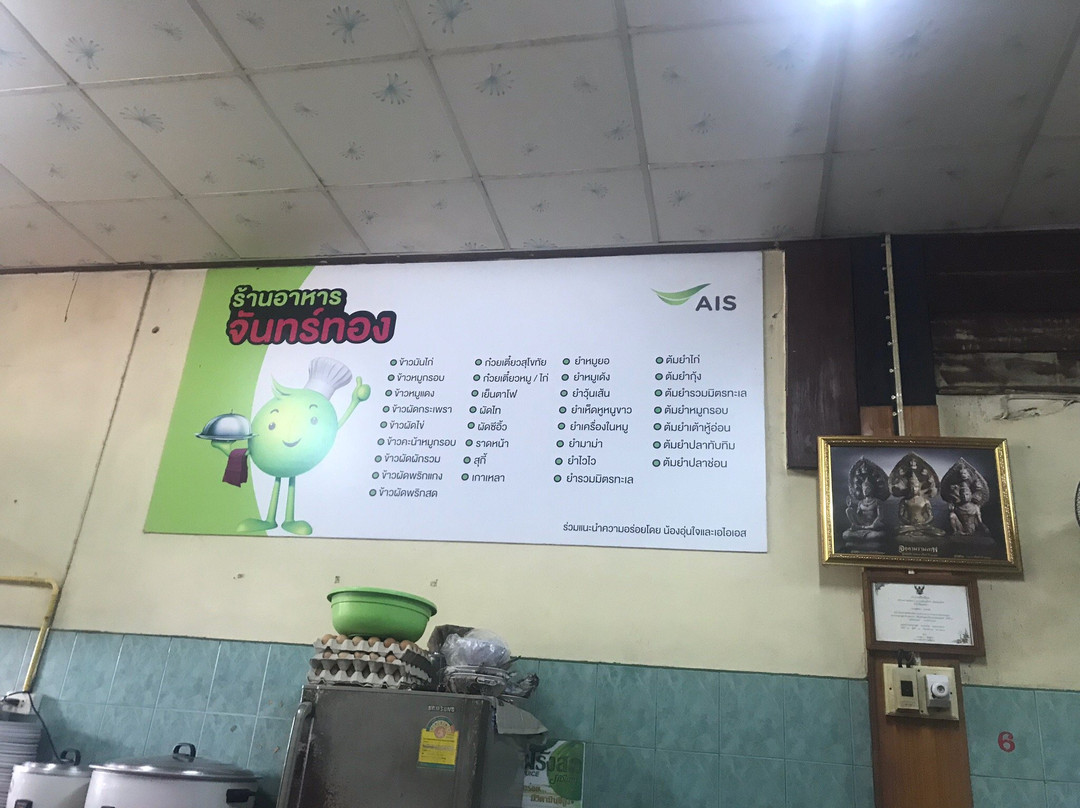 ร้านอาหาร
จันทร์ทอง
AIS
ข้าวมันไก่
ข้าวหมูกรอบ
ข้าวหมูแดง
ข้าวผัดกระเพรา
ข้าวผัดไข่
ข้าวคะน้าหมูกรอบ
ข้าวผัดผักรวม
ข้าวผัดพริกแกง
ข้าวผัดพริกสด
ก๋วยเตี๋ยวสุโขทัย
ก๋วยเตี๋ยวหมู / ไก่
เย็นตาโฟ
ผัดไท
ผัดซีอิ๊ว
ราดหน้า
สุกี้
เกาเหลา
ยำหมูยอ
ยำหมูเด้ง
ยำวุ้นเส้น
ยำเห็ดหูหนูขาว
ยำเครื่องในหมู
ยำมาม่า
ยำไวไว
ยำรวมมิตรทะเล
ต้มยำไก่
ต้มยำกุ้ง
ต้มยำรวมมิตรทะเล
ต้มยำหมูกรอบ
ต้มยำเต้าหู้อ่อน
ต้มยำปลาทับทิม
ต้มยำปลาช่อน
ร่วมแนะนำความอร่อยโดย น้องอุ่นใจและเอไอเอส
6